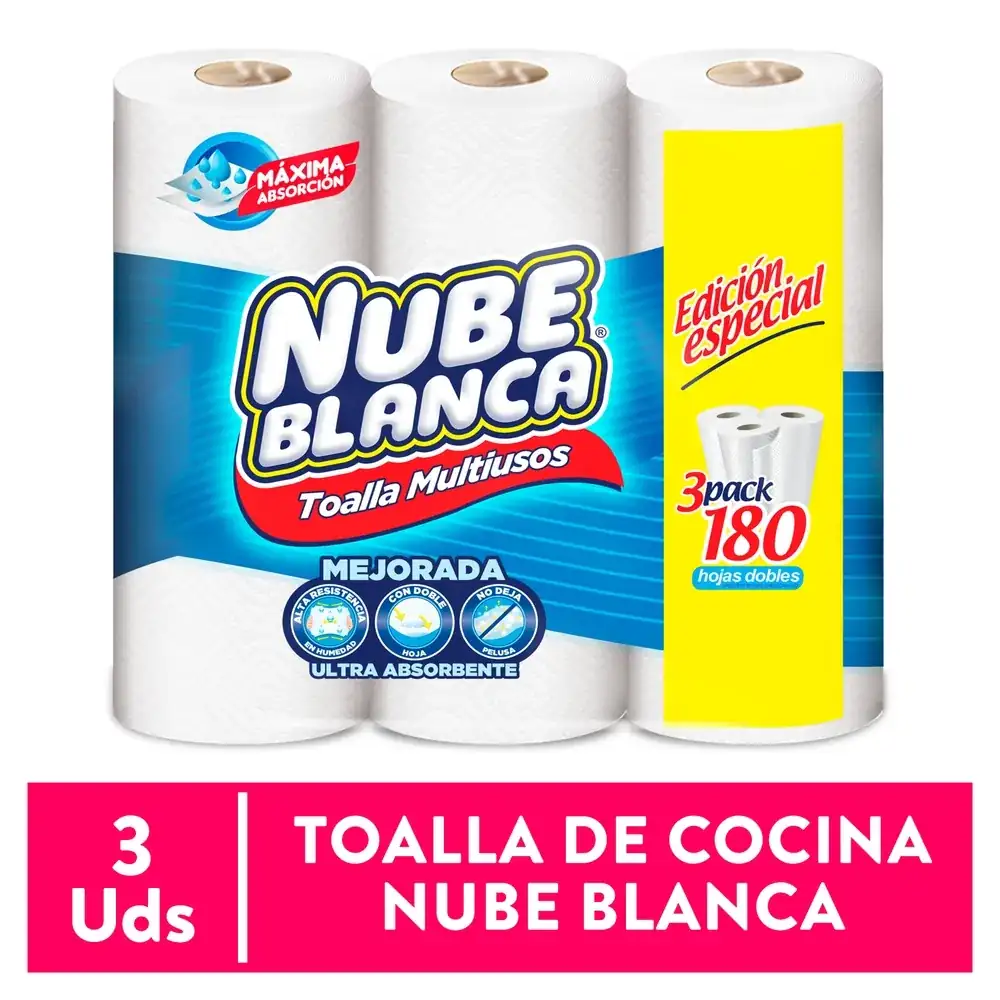 MÁXIMA
ABSORCIÓN
NUBE
BLANCA®
Toalla Multiusos
MEJORADA
ALTA RESISTENCIA
EN HUMEDAD
CON DOBLE
HOJA
NO DEJA
PELUSA
ULTRA ABSORBENTE
Edición
especial
3pack
180
hojas dobles
3
Uds
TOALLA DE COCINA
NUBE BLANCA